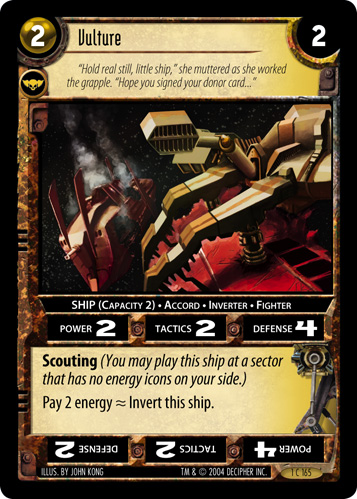 2 Vulture 2
"Hold real still, little ship," she muttered as she worked
the grapple. "Hope you signed your donor card..."
SHIP (CAPACITY 2) • ACCORD • INVERTER • FIGHTER
POWER 2 TACTICS 2 DEFENSE 4
Scouting (You may play this ship at a sector
that has no energy icons on your side.)
Pay 2 energy ≈ Invert this ship.
POWER 4 TACTICS 2 DEFENSE 2
ILLUS. BY JOHN KONG TM & © 2004 DECIPHER INC. 1 C 165